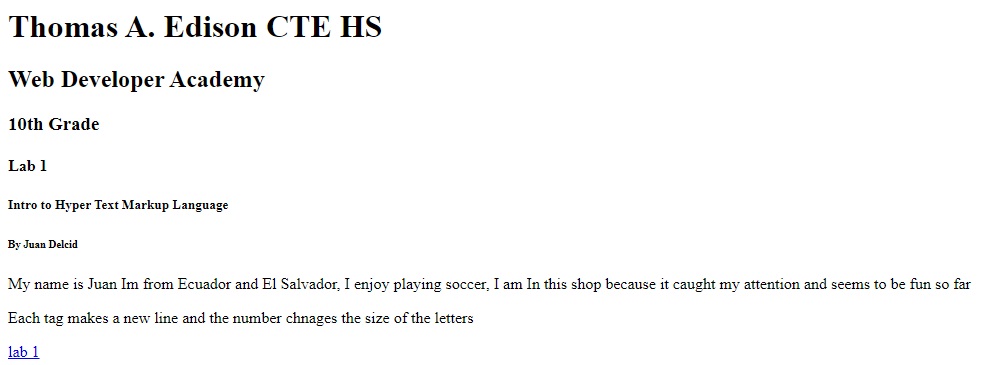 Thomas A. Edison CTE HS
Web Developer Academy
10th Grade
Lab 1
Intro to Hyper Text Markup Language
By Juan Delcid
My name is Juan Im from Ecuador and El Salvador, I enjoy playing soccer, I am In this shop because it caught my attention and seems to be fun so far
Each tag makes a new line and the number chnages the size of the letters
lab 1